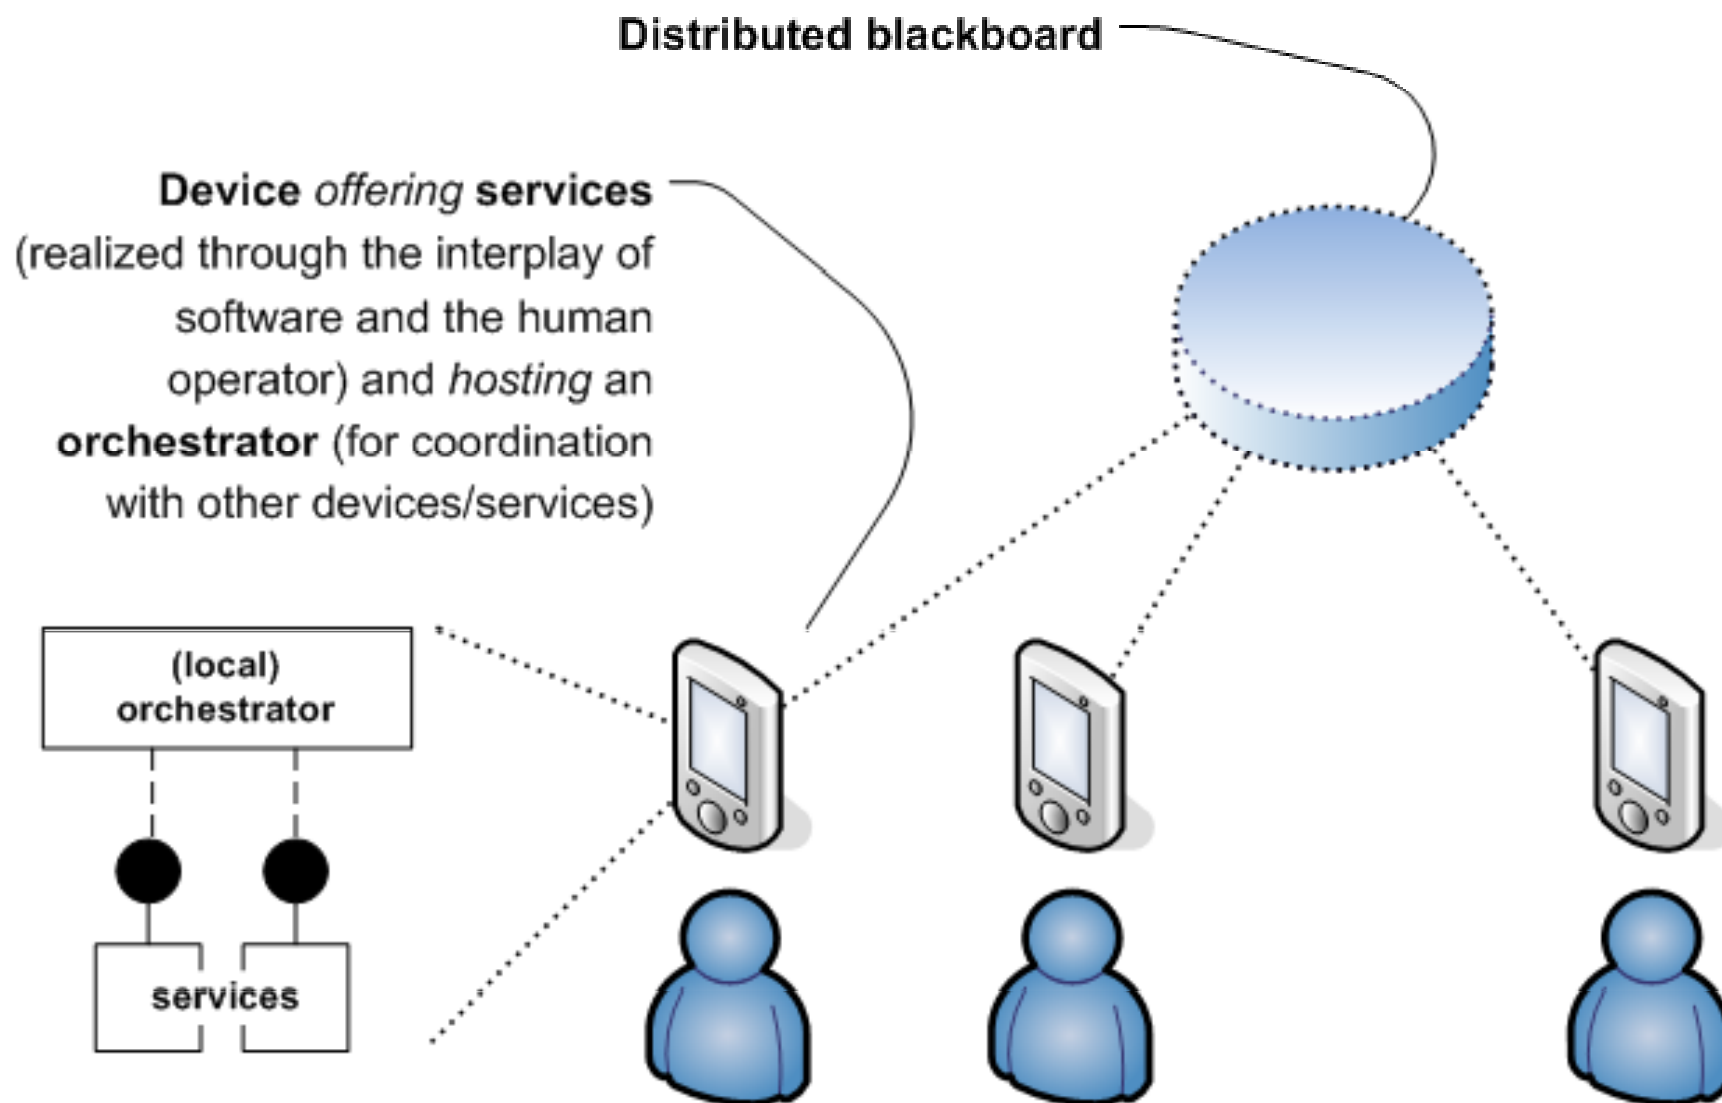 Distributed blackboard
Device offering services
(realized through the interplay of
software and the human
operator) and hosting an
orchestrator (for coordination
with other devices/services)
(local)
orchestrator
services